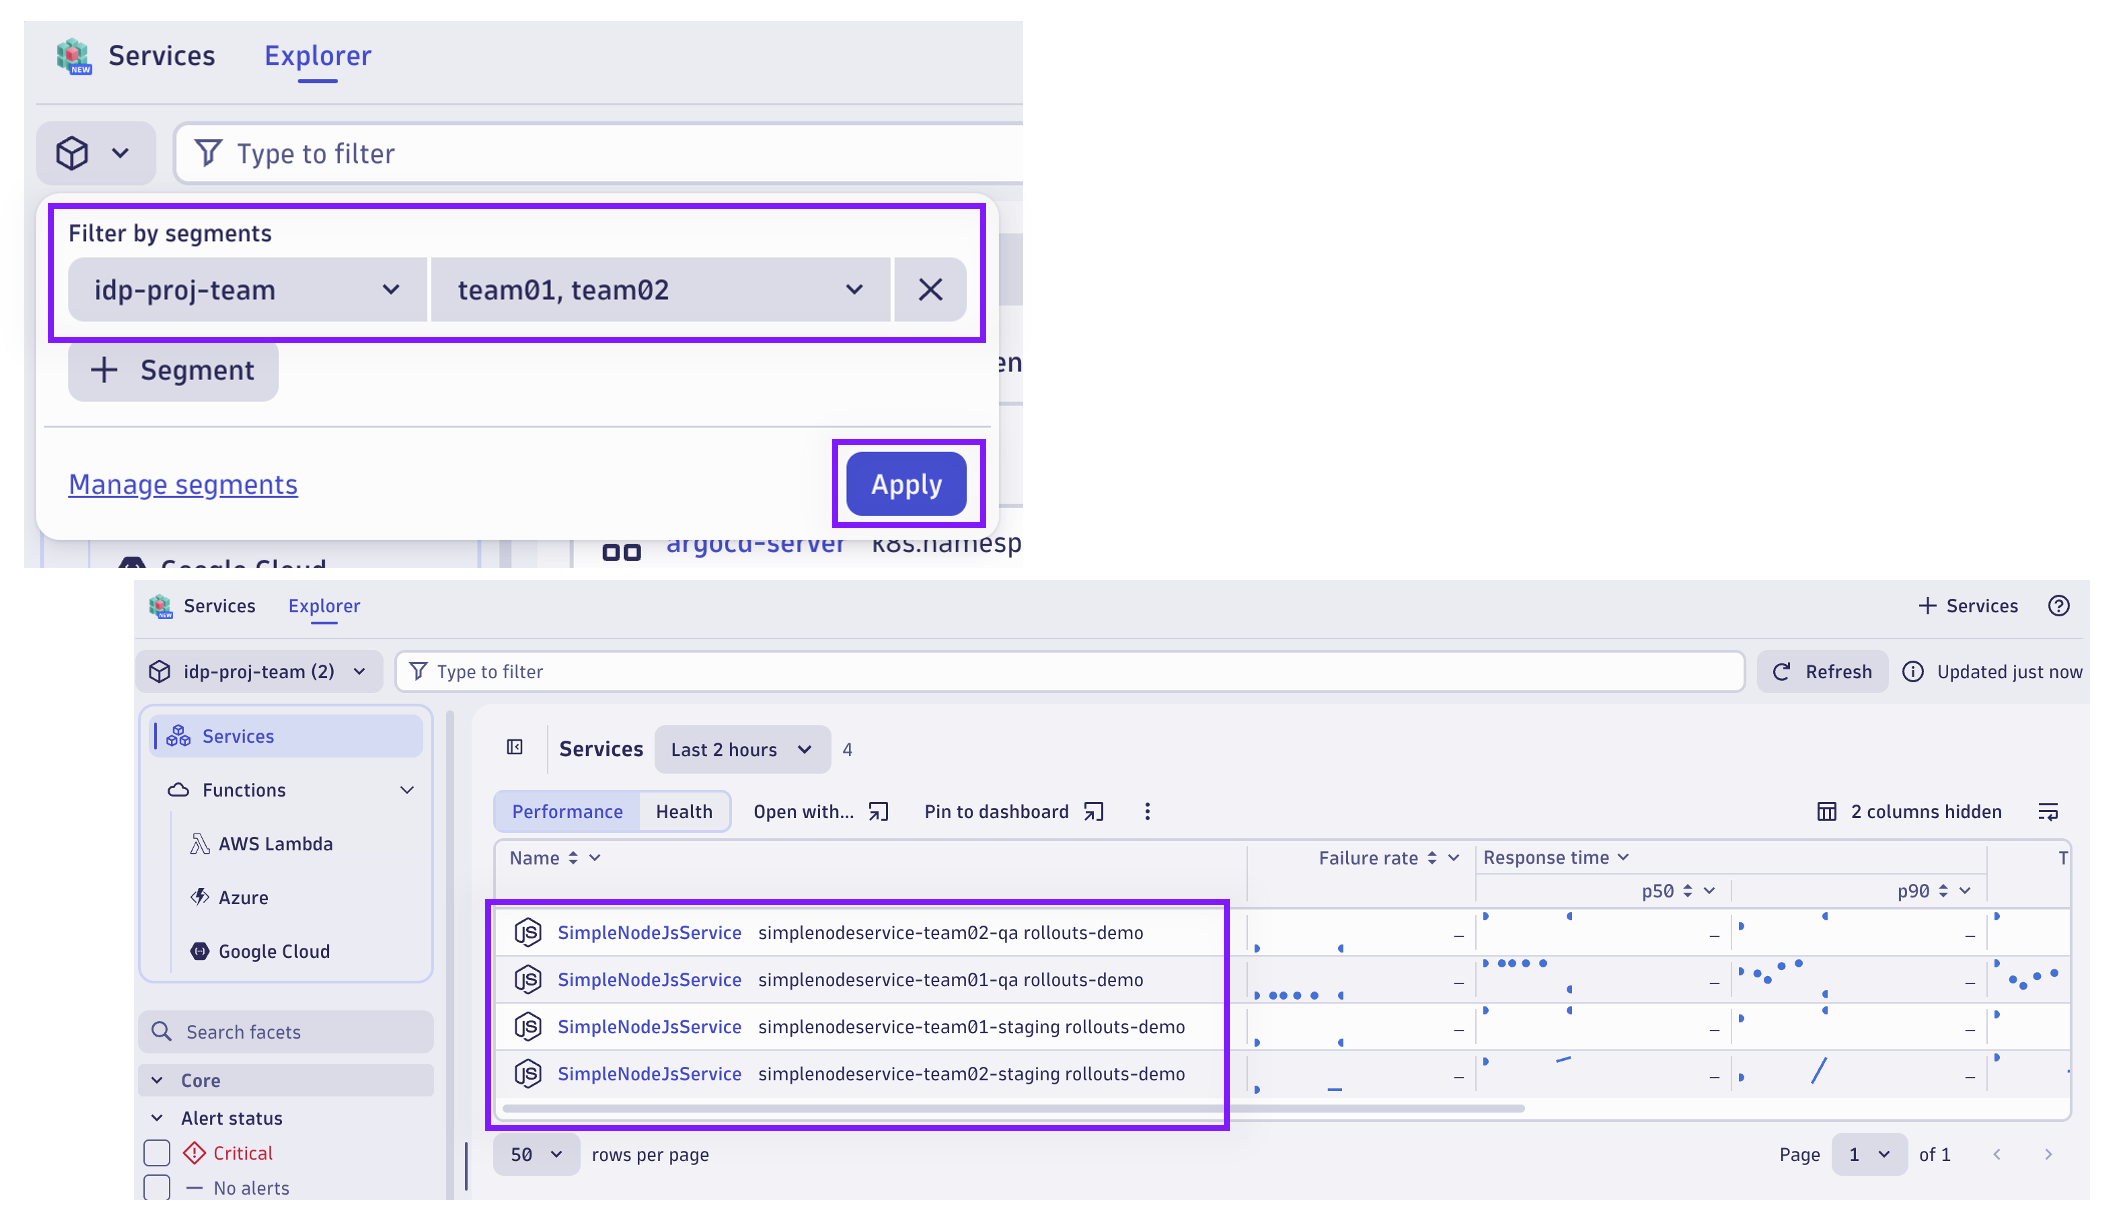 NEW
Services Explorer
Type to filter
Filter by segments
idp-proj-team team01, team02
+ Segment
Manage segments Apply
argocd-server k8s.namesp
Google Cloud
Services Explorer + Services
idp-proj-team (2) Type to filter Refresh Updated just now
Services
Functions
AWS Lambda
Azure
Google Cloud
Search facets
Core
Alert status
Critical
No alerts
Services Last 2 hours 4
Performance Health Open with... Pin to dashboard 2 columns hidden
Name Failure rate Response time T
p50 p90
SimpleNodeJsService simplenodeservice-team02-qa rollouts-demo – – –
SimpleNodeJsService simplenodeservice-team01-qa rollouts-demo – – –
SimpleNodeJsService simplenodeservice-team01-staging rollouts-demo – – –
SimpleNodeJsService simplenodeservice-team02-staging rollouts-demo – – –
50 rows per page Page 1 of 1